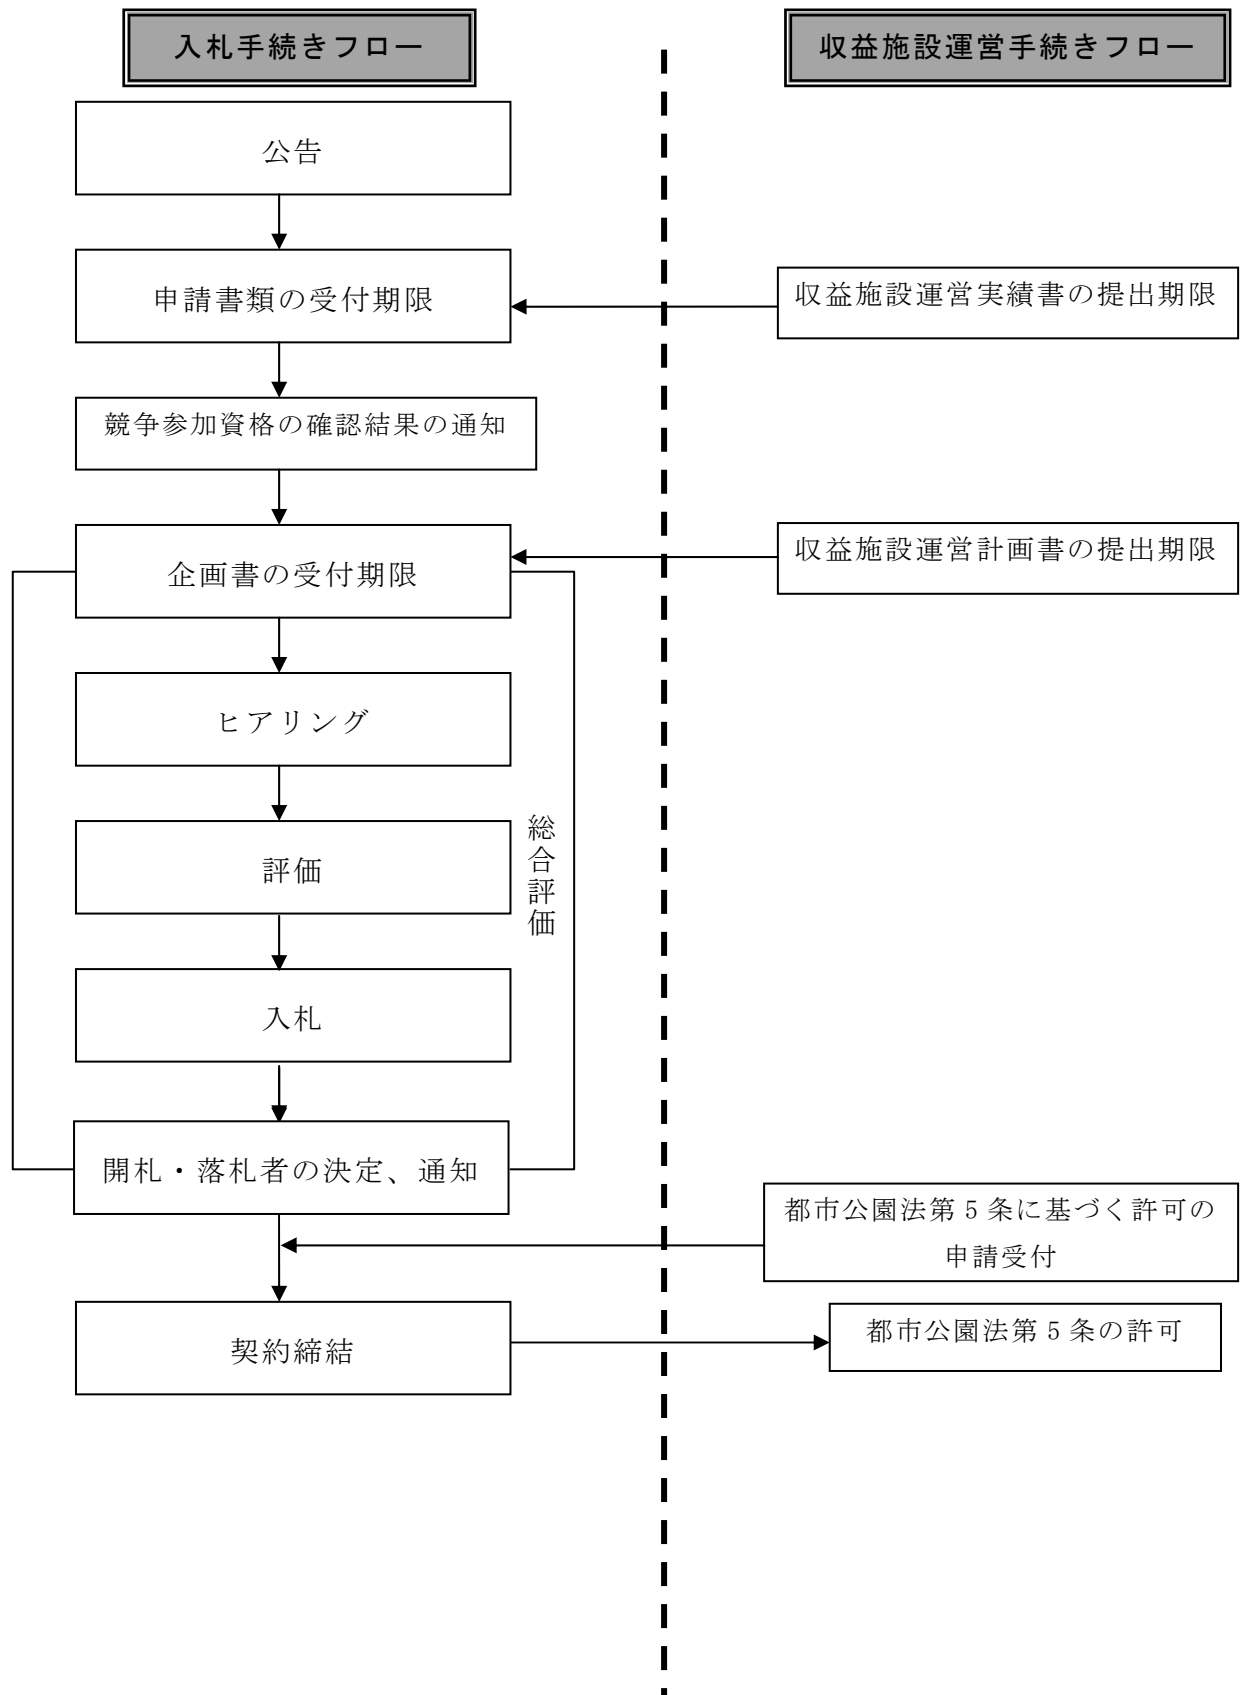 入札手続きフロー
収益施設運営手続きフロー
公告
申請書類の受付期限
収益施設運営実績書の提出期限
競争参加資格の確認結果の通知
企画書の受付期限
収益施設運営計画書の提出期限
ヒアリング
評価
総合評価
入札
開札・落札者の決定、通知
都市公園法第5条に基づく許可の
申請受付
契約締結
都市公園法第5条の許可